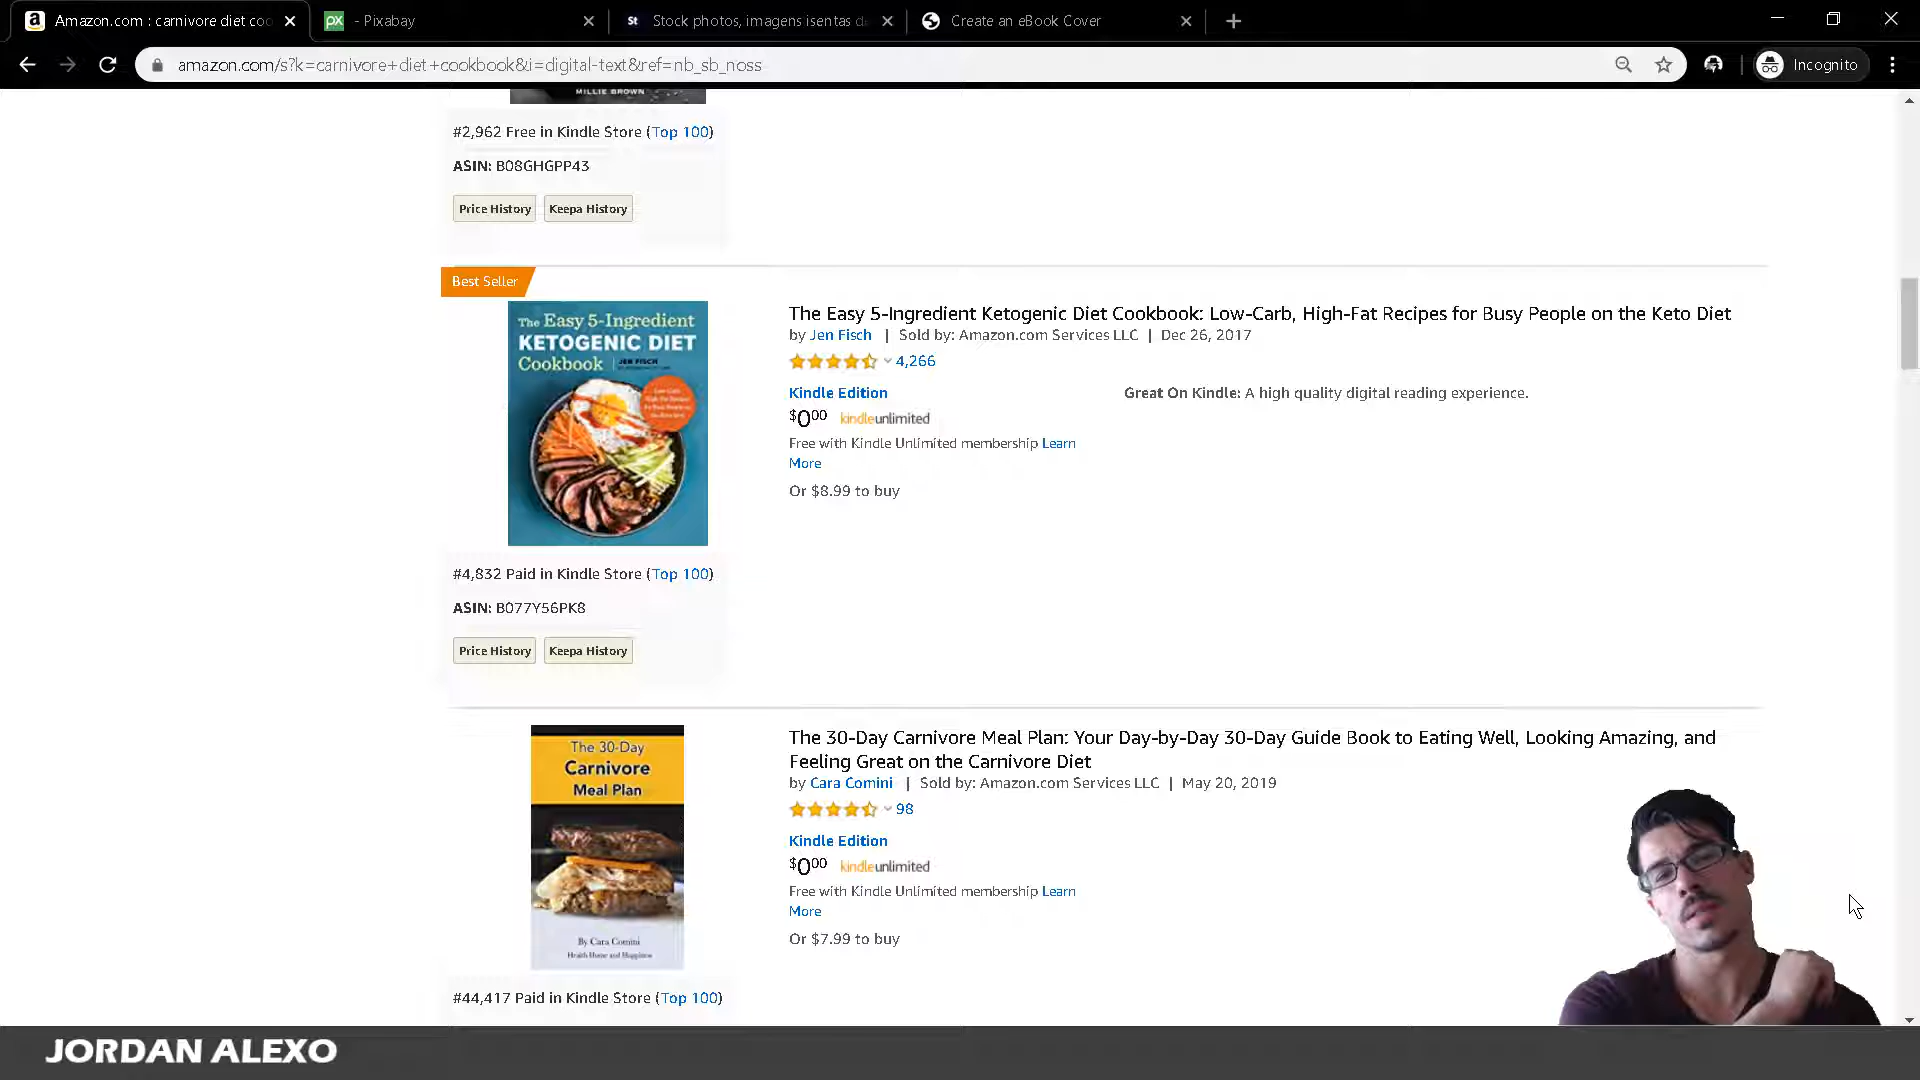 Amazon.com : carnivore diet coo
- Pixabay
St
Stock photos, imagens isentas d
Create an eBook Cover
amazon.com/s?k=carnivore+diet+cookbook&i=digital-text&ref=nb_sb_noss
Incognito
MILLIE BROWN
#2,962 Free in Kindle Store (Top 100)
ASIN: B08GHGPP43
Price History
Keepa History
Best Seller
The Easy 5-Ingredient
KETOGENIC DIET
Cookbook
JEN FISCH
The Easy 5-Ingredient Ketogenic Diet Cookbook: Low-Carb, High-Fat Recipes for Busy People on the Keto Diet
by Jen Fisch | Sold by: Amazon.com Services LLC | Dec 26, 2017
4,266
Kindle Edition
$0.00 kindleunlimited
Free with Kindle Unlimited membership Learn
More
Or $8.99 to buy
Great On Kindle: A high quality digital reading experience.
#4,832 Paid in Kindle Store (Top 100)
ASIN: B077Y56PK8
Price History
Keepa History
The 30-Day
Carnivore
Meal Plan
By Cara Comini
Health Home and Happiness
The 30-Day Carnivore Meal Plan: Your Day-by-Day 30-Day Guide Book to Eating Well, Looking Amazing, and
Feeling Great on the Carnivore Diet
by Cara Comini | Sold by: Amazon.com Services LLC | May 20, 2019
98
Kindle Edition
$0.00 kindleunlimited
Free with Kindle Unlimited membership Learn
More
Or $7.99 to buy
#44,417 Paid in Kindle Store (Top 100)
JORDAN ALEXO